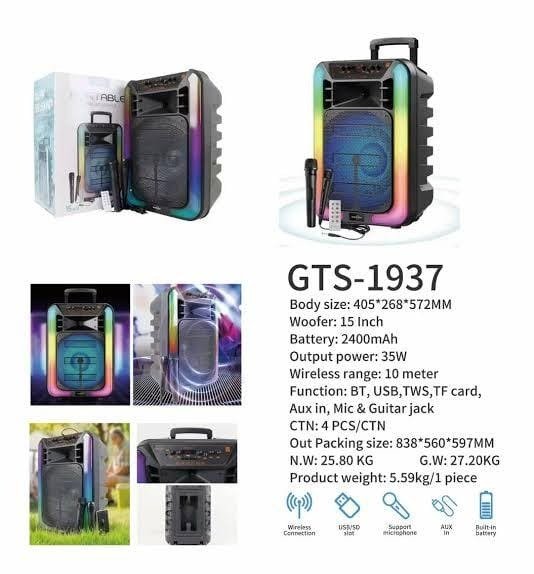 TABLE
GTS-1937
Body size: 405*268*572MM
Woofer: 15 Inch
Battery: 2400mAh
Output power: 35W
Wireless range: 10 meter
Function: BT, USB,TWS,TF card,
Aux in, Mic & Guitar jack
CTN: 4 PCS/CTN
Out Packing size: 838*560*597MM
N.W: 25.80 KG G.W: 27.20KG
Product weight: 5.59kg/1 piece
Wireless
Connection
USB/SD
slot
Support
microphone
AUX
In
Built-in
battery